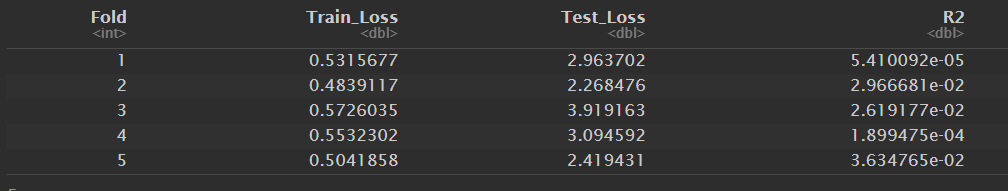 Fold Train_Loss Test_Loss R2
<int> <dbl> <dbl> <dbl>
1 0.5315677 2.963702 5.410092e-05
2 0.4839117 2.268476 2.966681e-02
3 0.5726035 3.919163 2.619177e-02
4 0.5532302 3.094592 1.899475e-04
5 0.5041858 2.419431 3.634765e-02